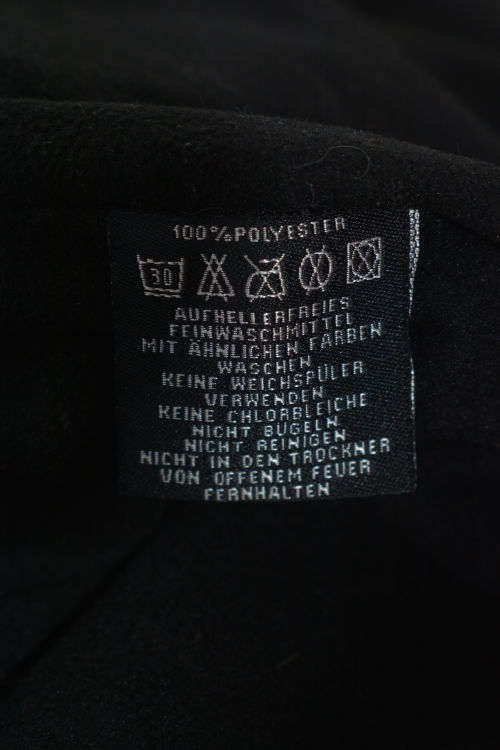 100%POLYESTER
30
AUFHELLERFREIES
FEINWASCHMITTEL
MIT ÄHNLICHEN FARBEN
WASCHEN
KEINE WEICHSPÜLER
VERWENDEN
KEINE CHLORBLEICHE
NICHT BÜGELN
NICHT REINIGEN
NICHT IN DEN TROCKNER
VON OFFENEM FEUER
FERNHALTEN